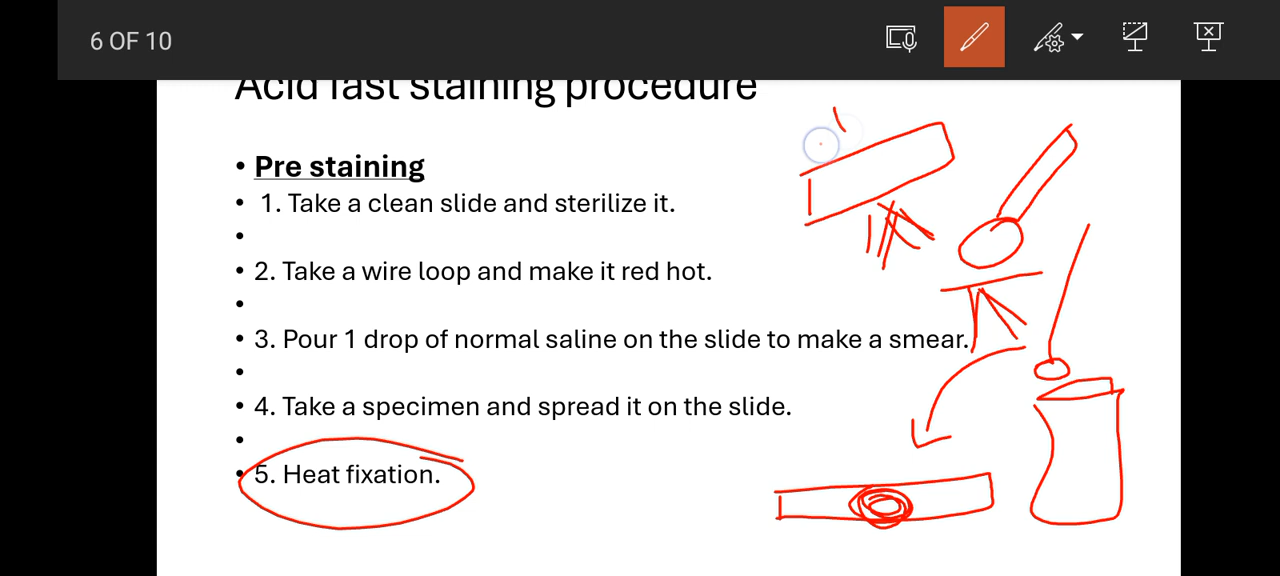 6 OF 10
Acid fast staining procedure
• Pre staining
• 1. Take a clean slide and sterilize it.
•
• 2. Take a wire loop and make it red hot.
•
• 3. Pour 1 drop of normal saline on the slide to make a smear.
•
• 4. Take a specimen and spread it on the slide.
•
• 5. Heat fixation.